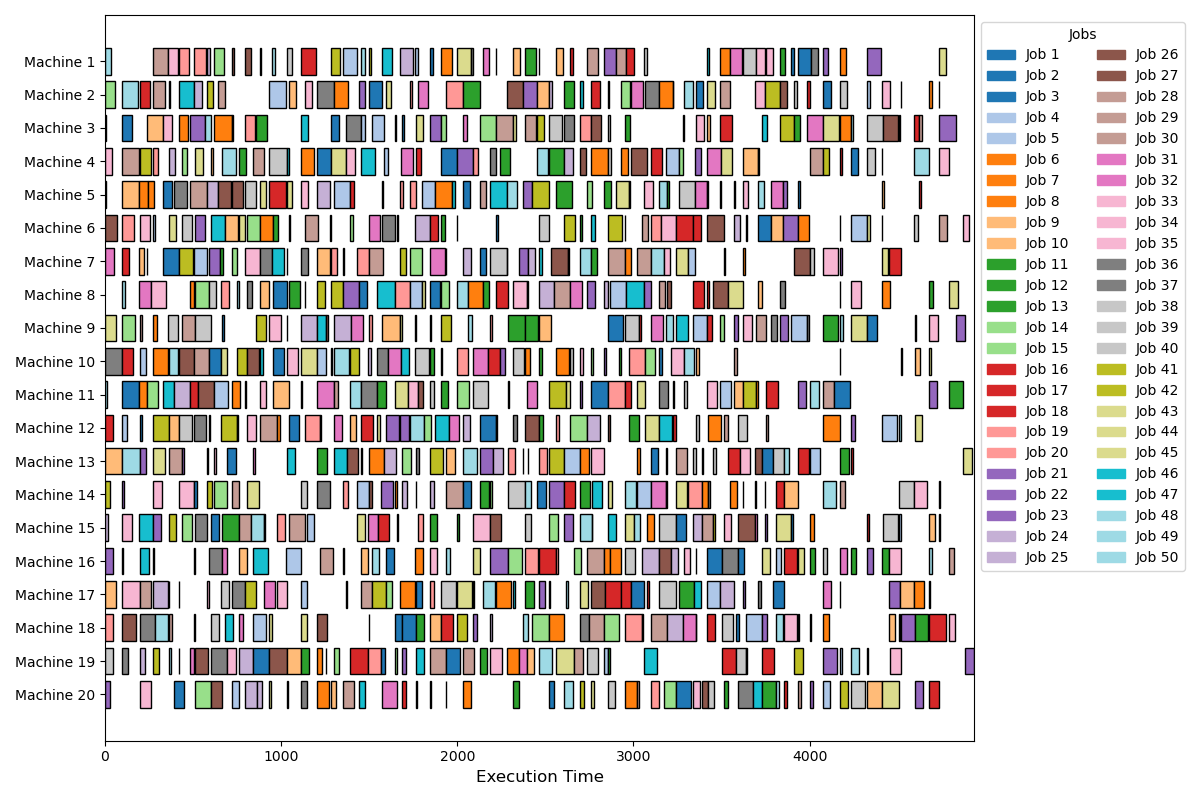 Machine 1
Machine 2
Machine 3
Machine 4
Machine 5
Machine 6
Machine 7
Machine 8
Machine 9
Machine 10
Machine 11
Machine 12
Machine 13
Machine 14
Machine 15
Machine 16
Machine 17
Machine 18
Machine 19
Machine 20
0 1000 2000 3000 4000
Execution Time
Jobs
Job 1
Job 2
Job 3
Job 4
Job 5
Job 6
Job 7
Job 8
Job 9
Job 10
Job 11
Job 12
Job 13
Job 14
Job 15
Job 16
Job 17
Job 18
Job 19
Job 20
Job 21
Job 22
Job 23
Job 24
Job 25
Job 26
Job 27
Job 28
Job 29
Job 30
Job 31
Job 32
Job 33
Job 34
Job 35
Job 36
Job 37
Job 38
Job 39
Job 40
Job 41
Job 42
Job 43
Job 44
Job 45
Job 46
Job 47
Job 48
Job 49
Job 50